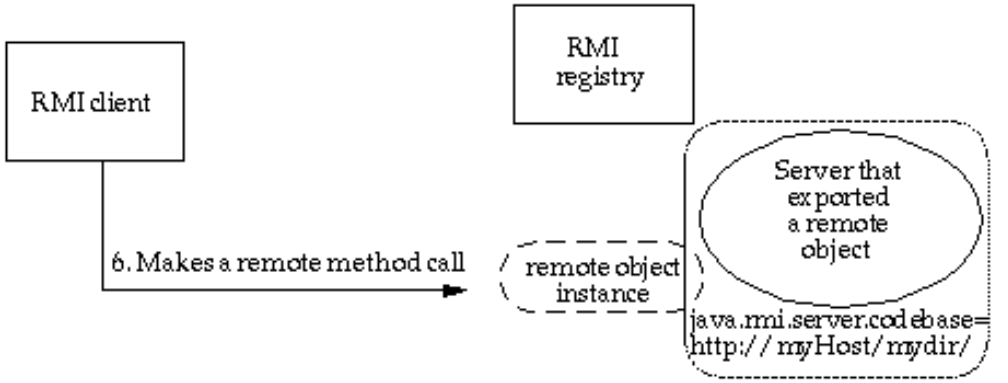 RMI client
RMI
registry
Server that
exported
a remote
object
6. Makes a remote method call
remote object
instance
java.rmi.server.codebase=
http://myHost/mydir/